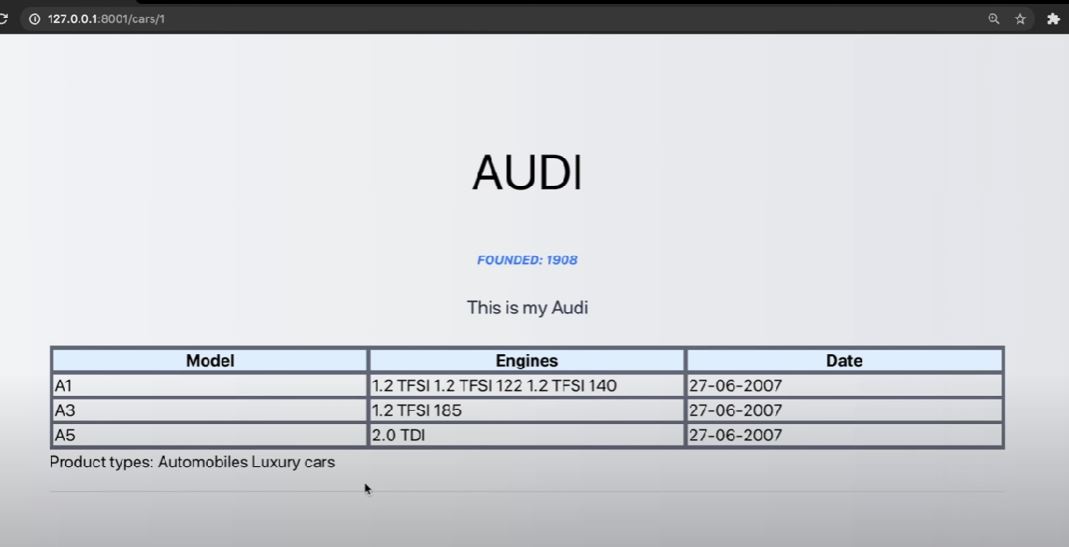 127.0.0.1:8001/cars/1
AUDI
FOUNDED: 1908
This is my Audi
Model Engines Date
A1 1.2 TFSI 1.2 TFSI 122 1.2 TFSI 140 27-06-2007
A3 1.2 TFSI 185 27-06-2007
A5 2.0 TDI 27-06-2007
Product types: Automobiles Luxury cars